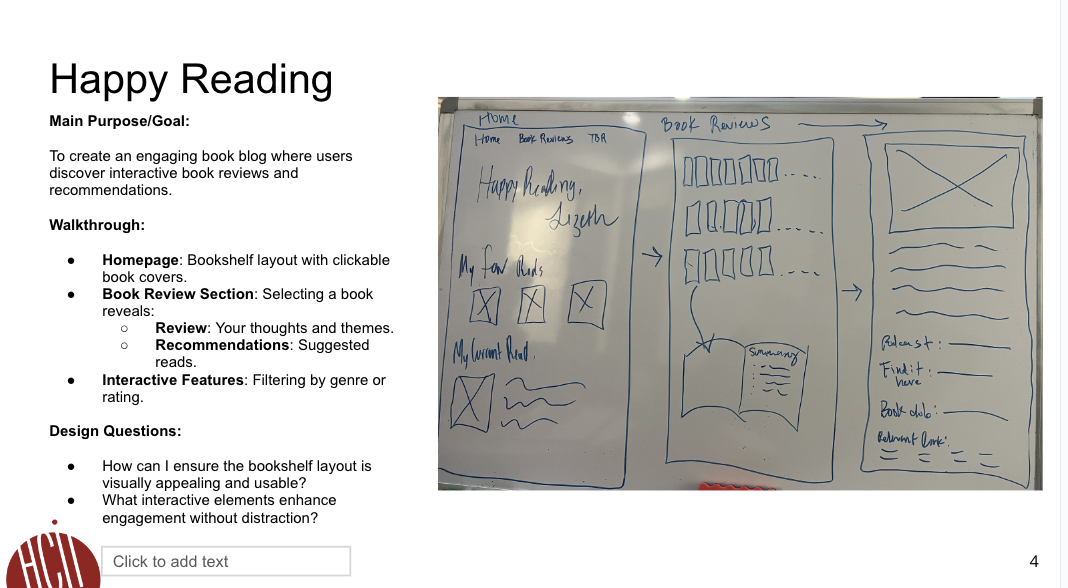 Happy Reading
Main Purpose/Goal:
To create an engaging book blog where users
discover interactive book reviews and
recommendations.
Walkthrough:
● Homepage: Bookshelf layout with clickable
book covers.
● Book Review Section: Selecting a book
reveals:
○ Review: Your thoughts and themes.
○ Recommendations: Suggested
reads.
● Interactive Features: Filtering by genre or
rating.
Design Questions:
● How can I ensure the bookshelf layout is
visually appealing and usable?
● What interactive elements enhance
engagement without distraction?
HCII
Click to add text
4
Home
Home Book Reviews TBR
Happy Reading,
Lizeth
My few Reads
My Current Read.
Book Reviews
Summary
Find it:
here
Book club:
Relevant link: